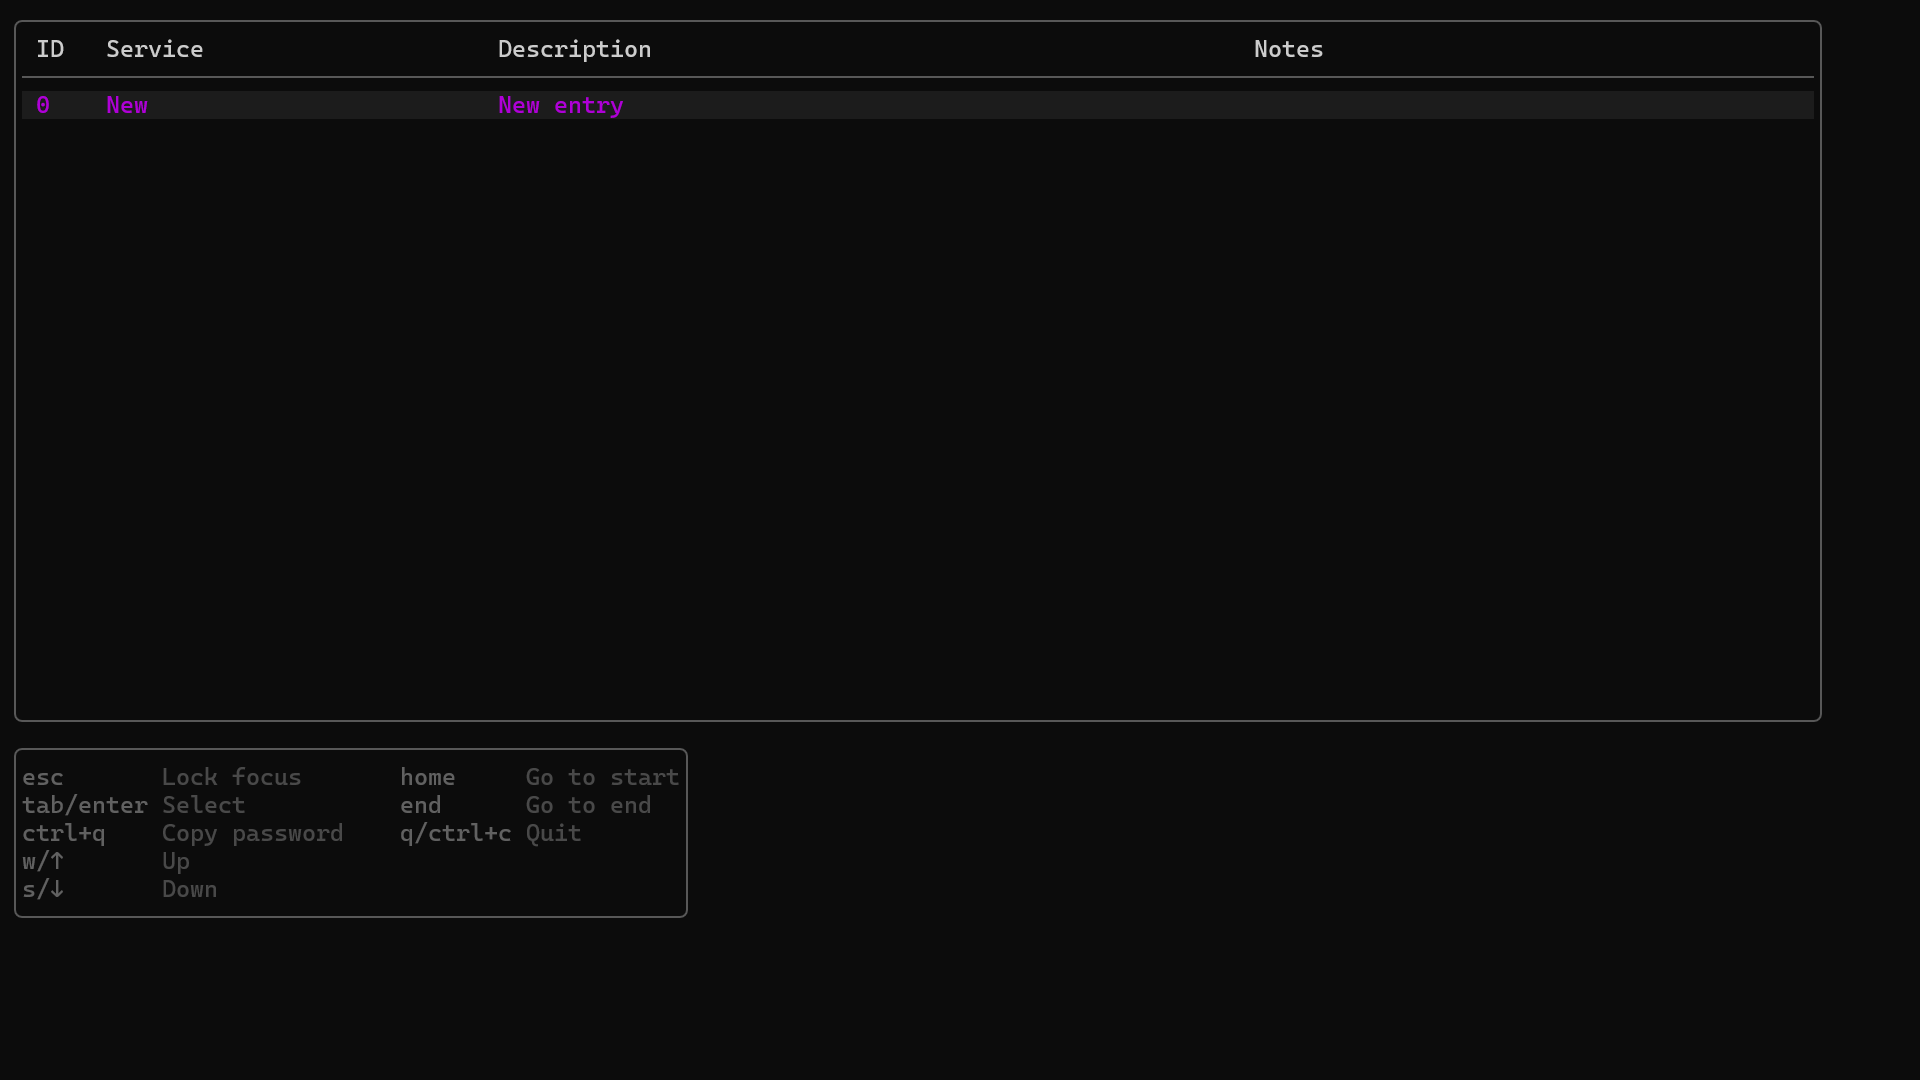 ID Service Description Notes
0 New New entry
esc Lock focus home Go to start
tab/enter Select end Go to end
ctrl+q Copy password q/ctrl+c Quit
w/↑ Up
s/↓ Down